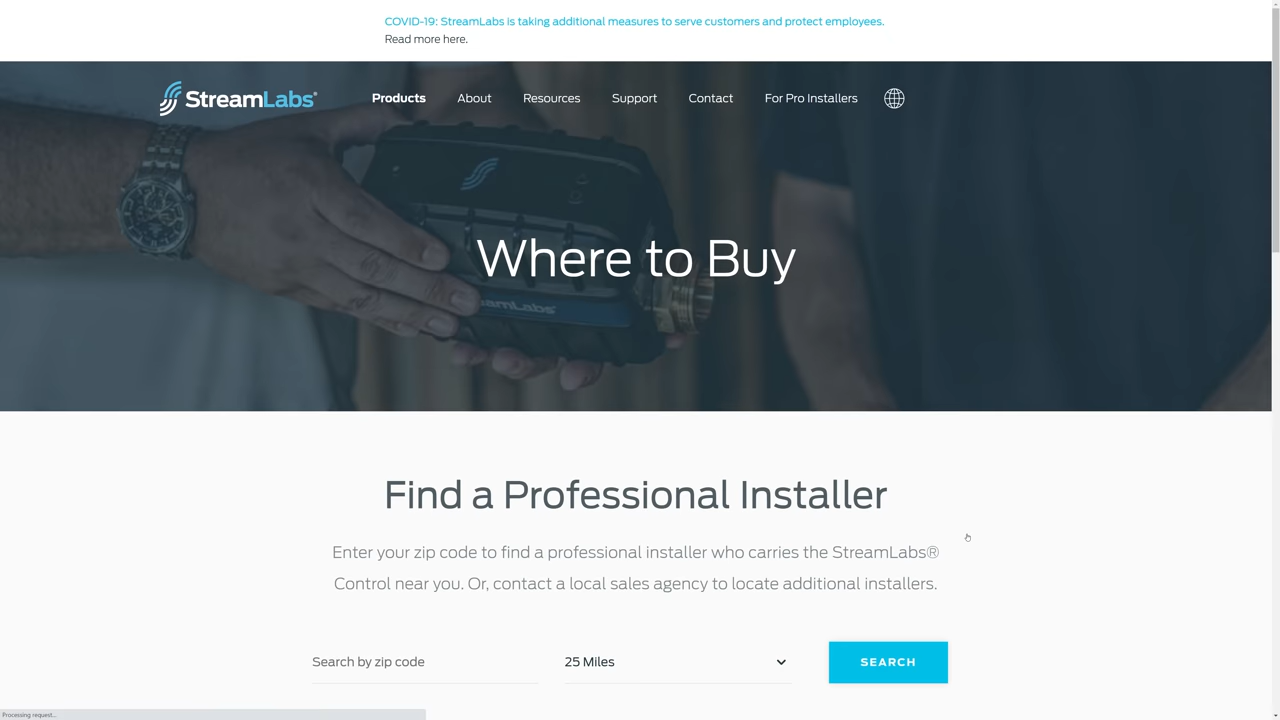 COVID-19: StreamLabs is taking additional measures to serve customers and protect employees.
Read more here.
StreamLabs®
Products About Resources Support Contact For Pro Installers
StreamLabs®
Where to Buy
Find a Professional Installer
Enter your zip code to find a professional installer who carries the StreamLabs®
Control near you. Or, contact a local sales agency to locate additional installers.
Search by zip code 25 Miles SEARCH
Processing request...